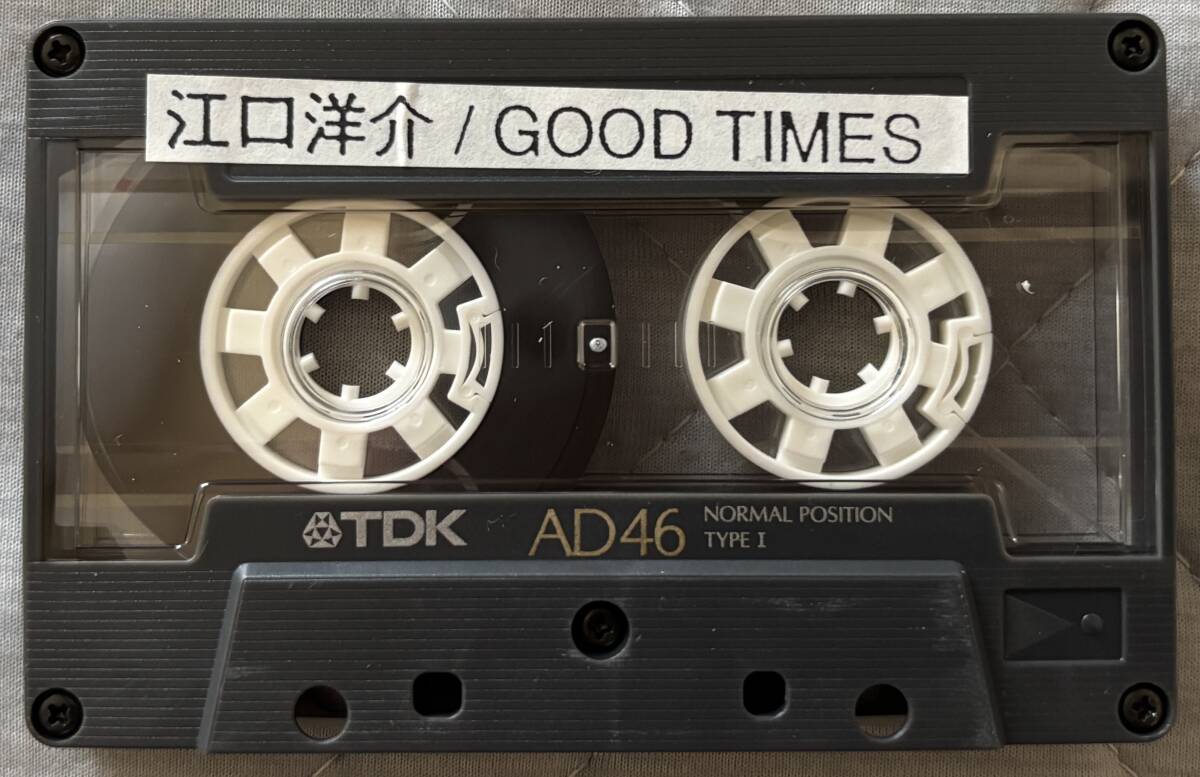 江口洋介 / GOOD TIMES
TDK AD46 NORMAL POSITION
TYPE I